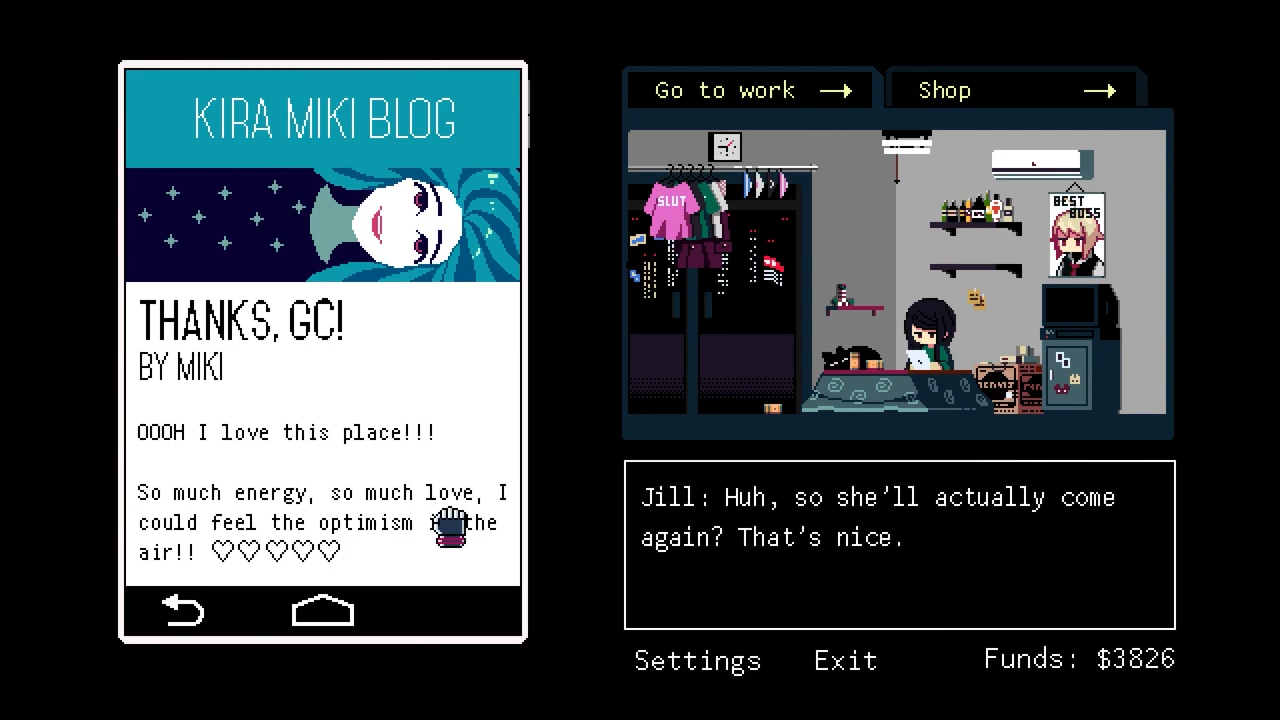 KIRA MIKI BLOG
THANKS, GC!
BY MIKI
OOOH I love this place!!!
So much energy, so much love, I
could feel the optimism the
air!! ♡♡♡♡♡
Go to work →
Shop →
SLUT
BEST
BOSS
Jill: Huh, so she'll actually come
again? That's nice.
Settings
Exit
Funds: $3826